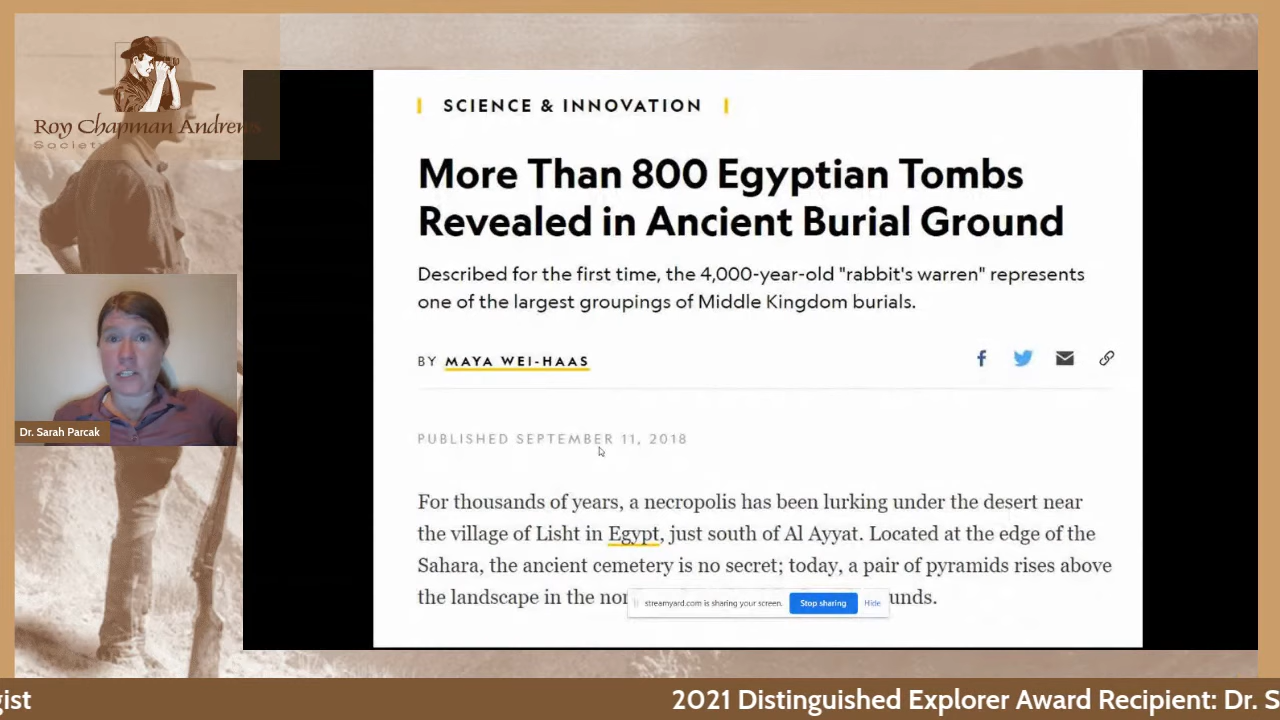 Roy Chapman Andrews
Society
SCIENCE & INNOVATION
More Than 800 Egyptian Tombs
Revealed in Ancient Burial Ground
Described for the first time, the 4,000-year-old "rabbit's warren" represents
one of the largest groupings of Middle Kingdom burials.
BY MAYA WEI-HAAS
PUBLISHED SEPTEMBER 11, 2018
For thousands of years, a necropolis has been lurking under the desert near
the village of Lisht in Egypt, just south of Al Ayyat. Located at the edge of the
Sahara, the ancient cemetery is no secret; today, a pair of pyramids rises above
the landscape in the nor
unds.
streamyard.com is sharing your screen. Stop sharing Hide
Dr. Sarah Parcak
gist 2021 Distinguished Explorer Award Recipient: Dr. S